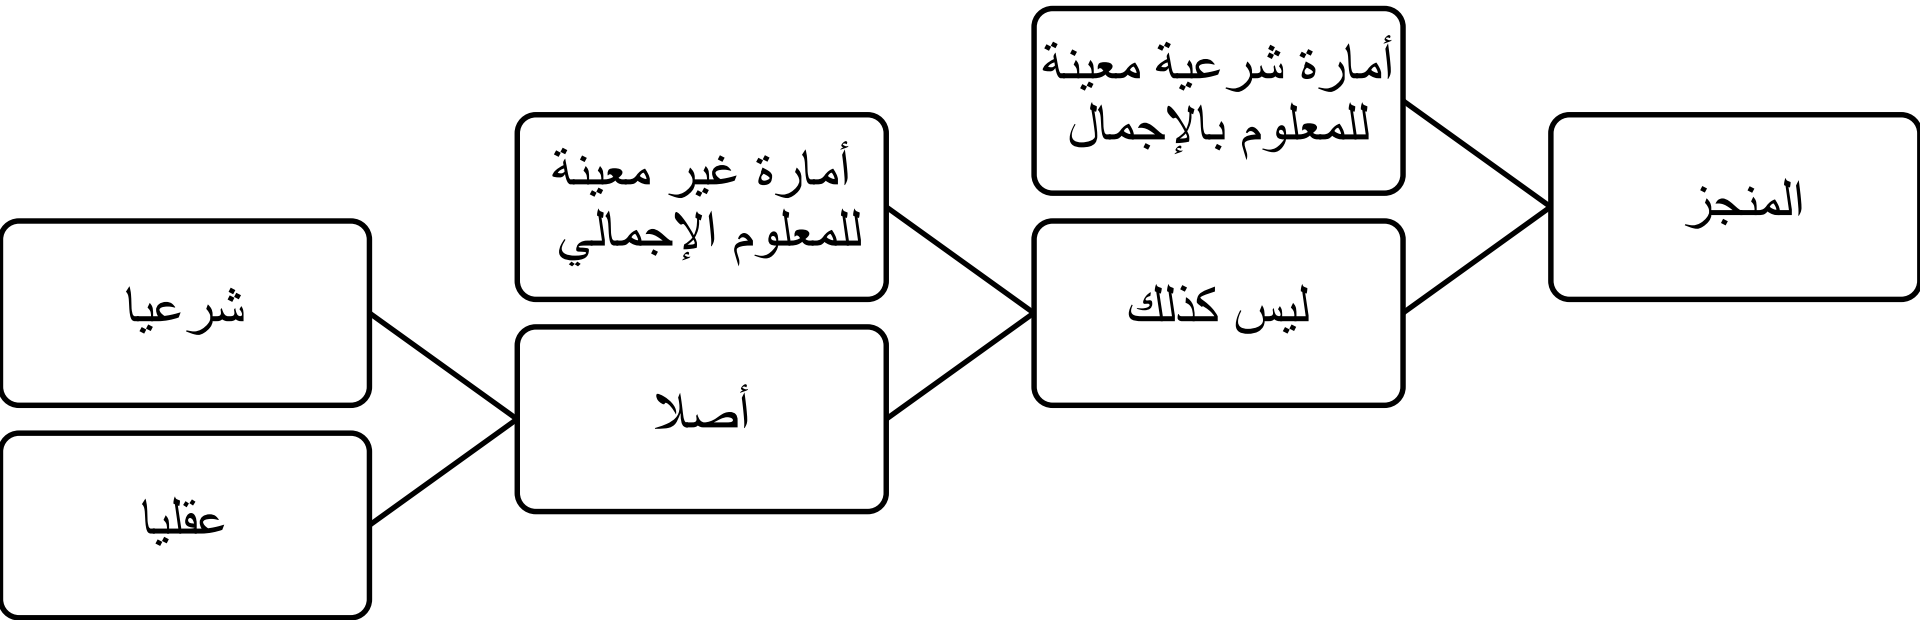 المنجز
أمارة شرعية معينة
للمعلوم بالإجمال
ليس كذلك
أمارة غير معينة
للمعلوم الإجمالي
أصلا
شرعيا
عقليا